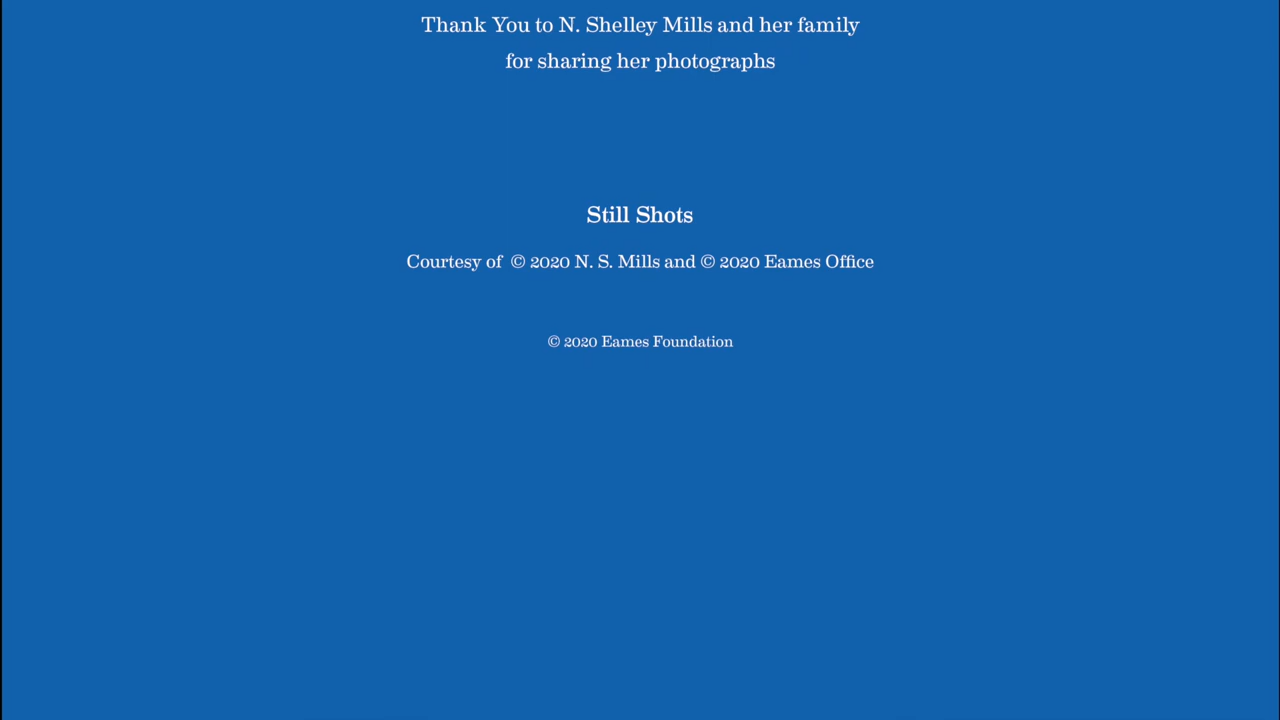 Thank You to N. Shelley Mills and her family
for sharing her photographs
Still Shots
Courtesy of © 2020 N. S. Mills and © 2020 Eames Office
© 2020 Eames Foundation